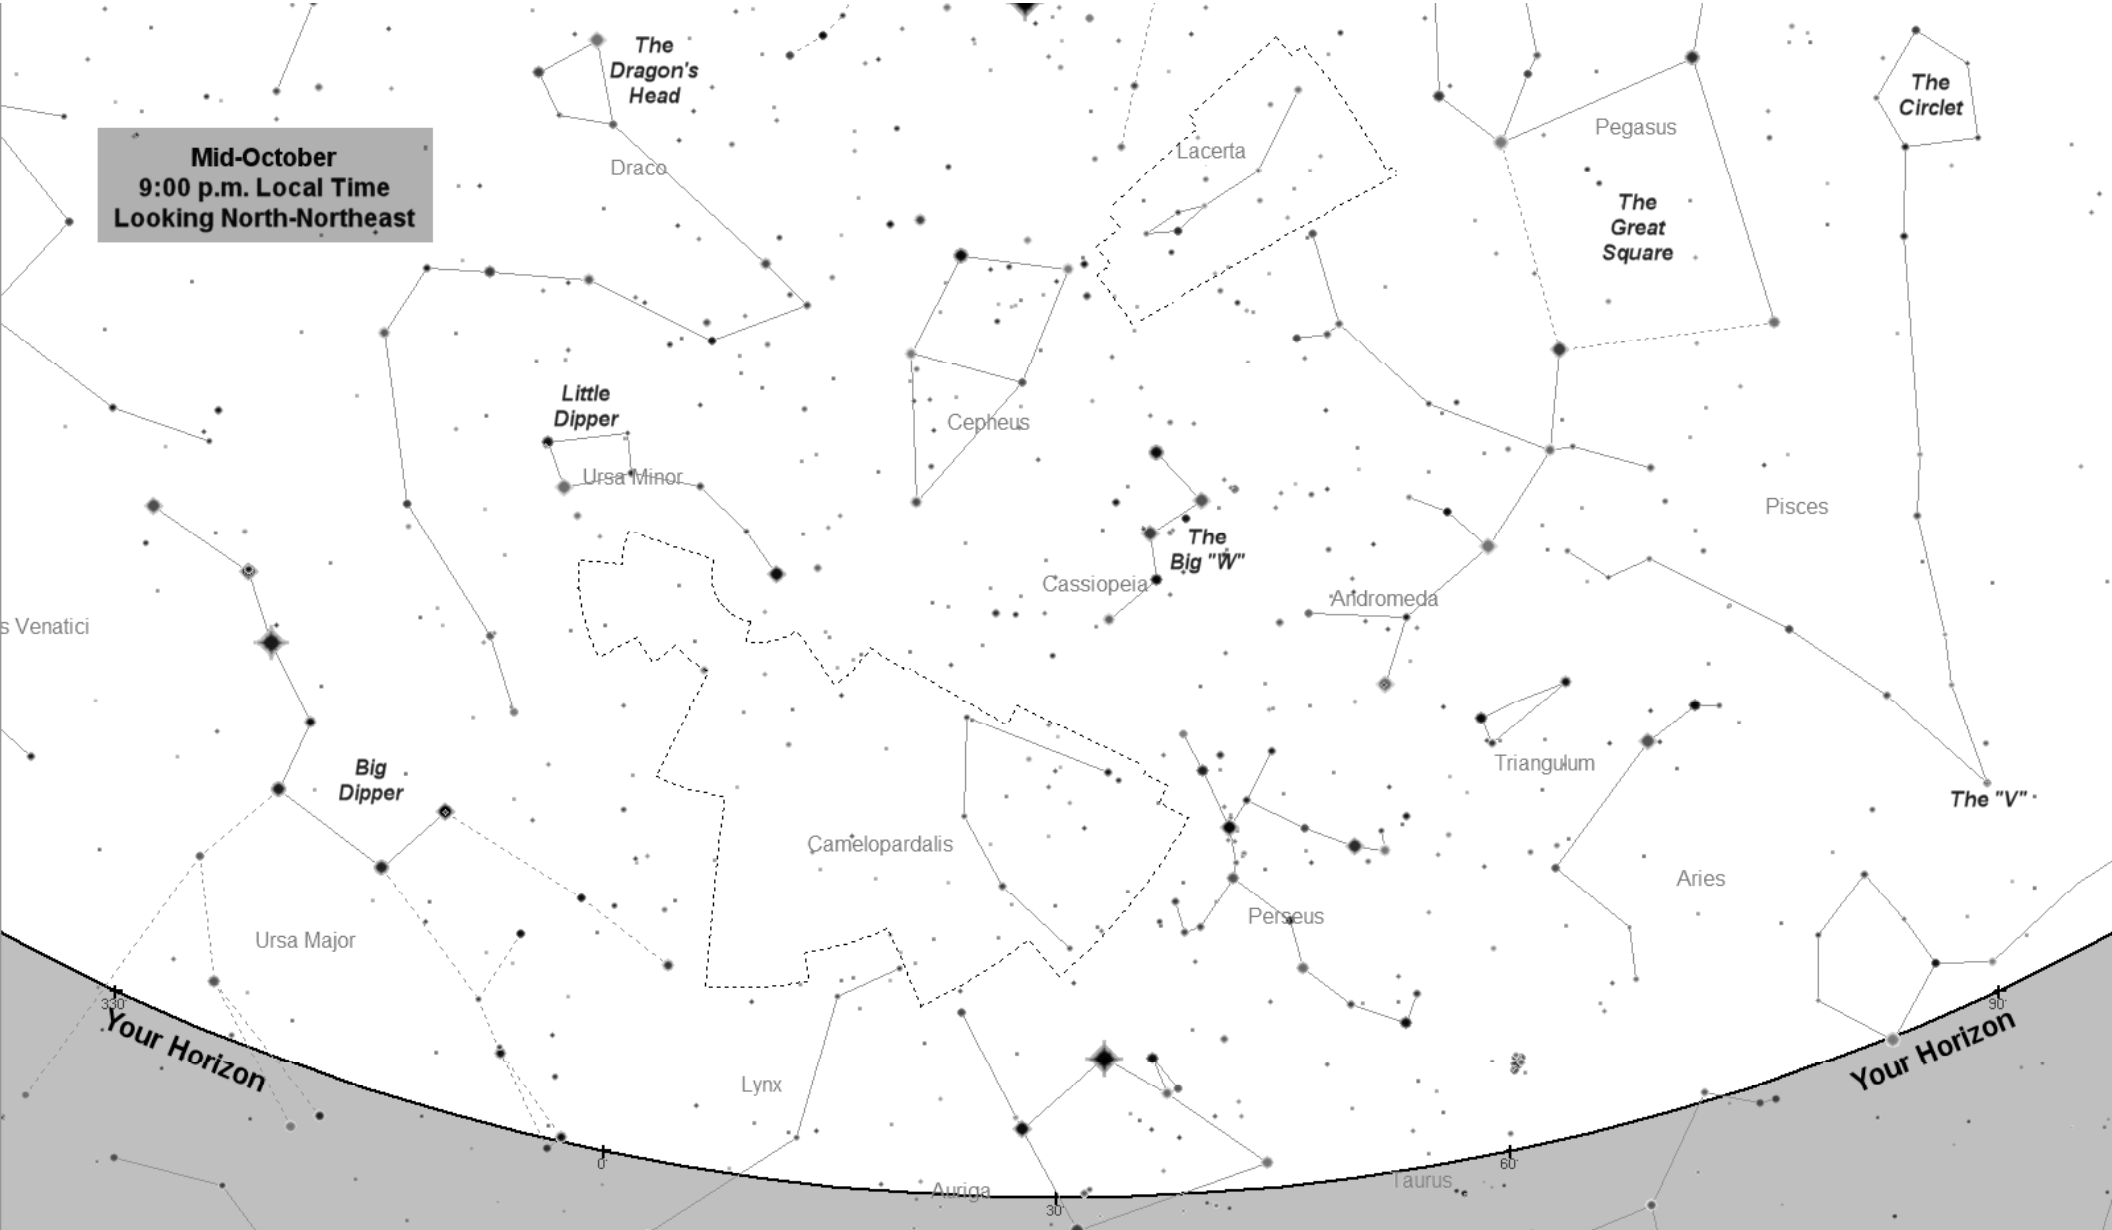 The
Dragon's
Head
The
Circlet
Mid-October
9:00 p.m. Local Time
Looking North-Northeast
Draco
Lacerta
Pegasus
The
Great
Square
Little
Dipper
Ursa Minor
Cepheus
The
Big "W"
Cassiopeia
Andromeda
Pisces
s Venatici
Big
Dipper
Triangulum
The "V"
Camelopardalis
Aries
Perseus
Ursa Major
330°
90°
Your Horizon
Your Horizon
Lynx
0°
60°
Auriga
Taurus
30°